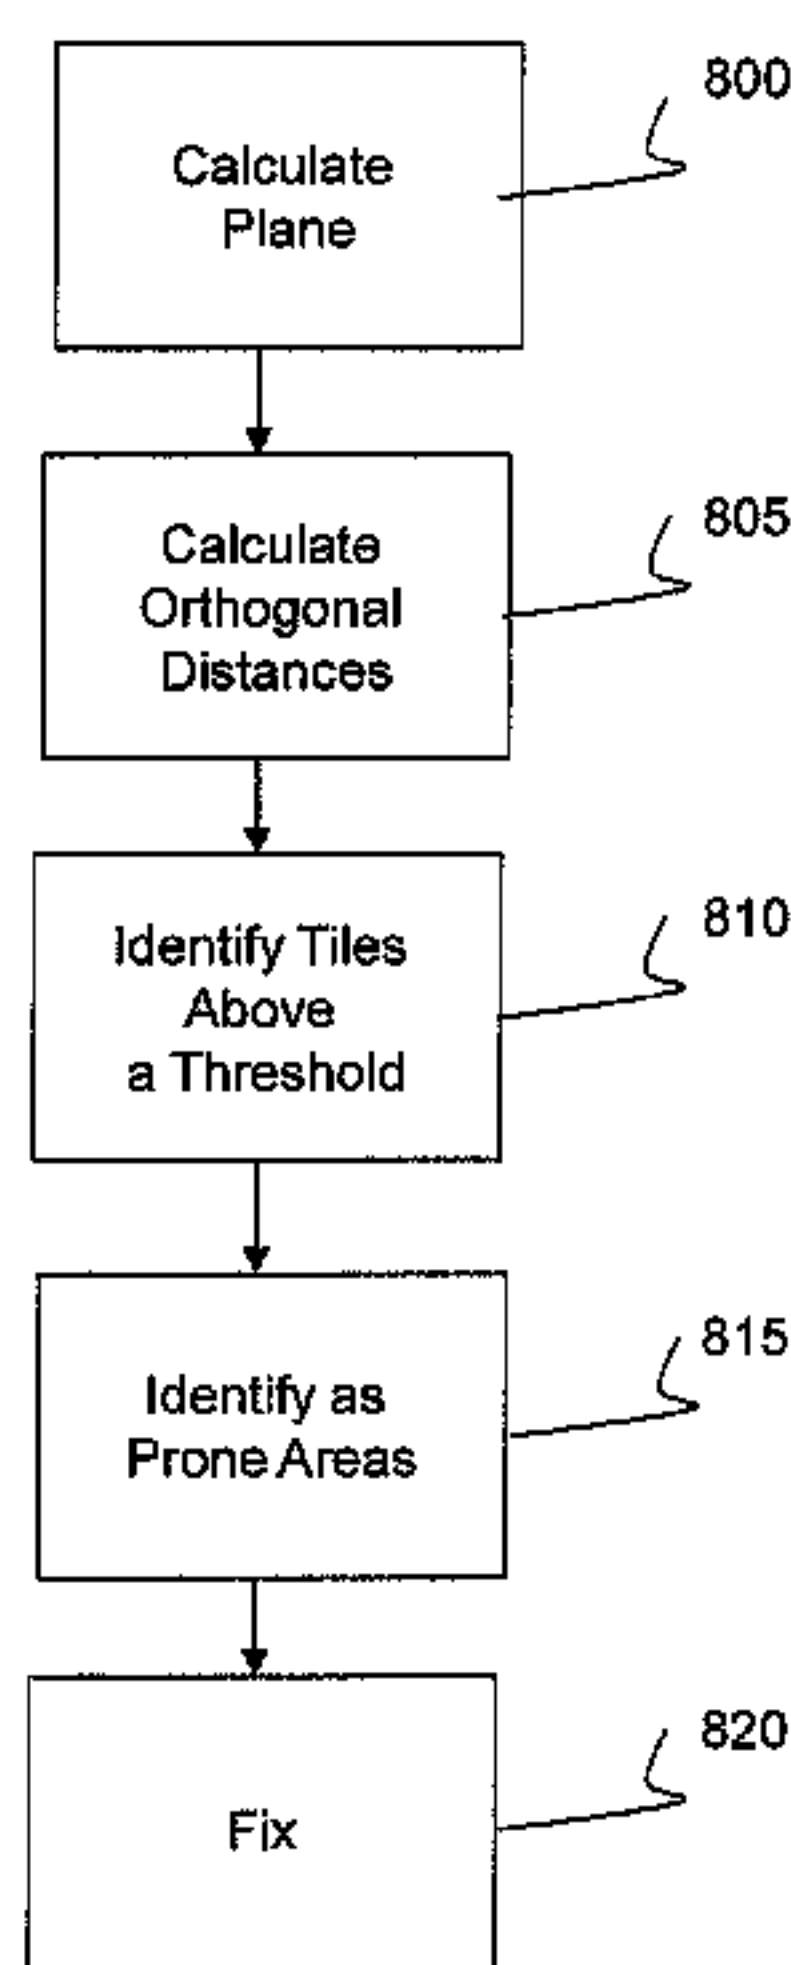 800
Calculate
Plane
805
Calculate
Orthogonal
Distances
810
Identify Tiles
Above
a Threshold
815
Identify as
Prone Areas
820
Fix